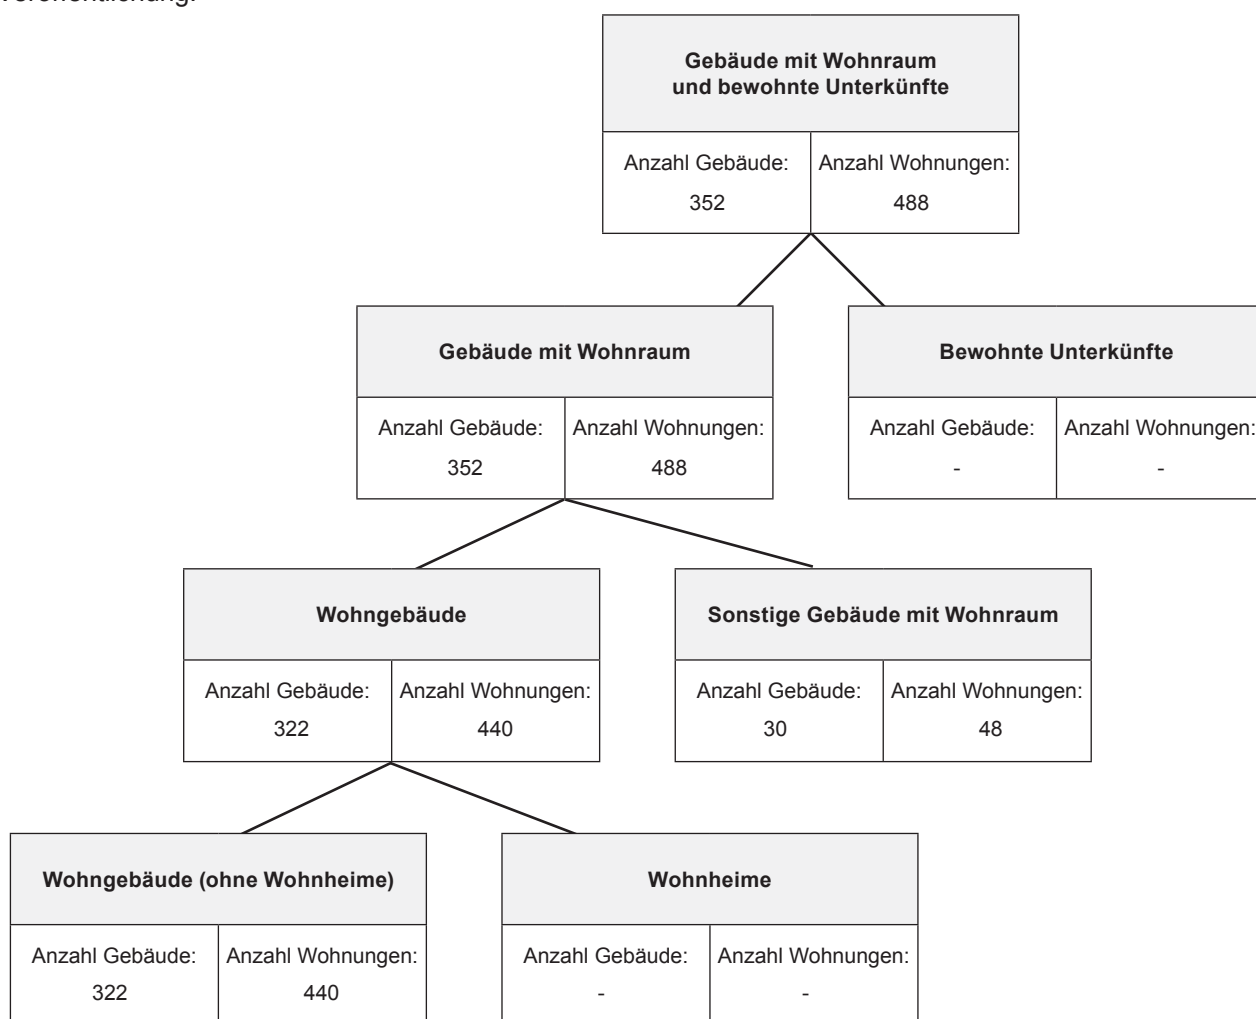 Veröffentlichung.
Gebäude mit Wohnraum
und bewohnte Unterkünfte
Anzahl Gebäude: Anzahl Wohnungen:
352 488
Gebäude mit Wohnraum Bewohnte Unterkünfte
Anzahl Gebäude: Anzahl Wohnungen: Anzahl Gebäude: Anzahl Wohnungen:
352 488 - -
Wohngebäude Sonstige Gebäude mit Wohnraum
Anzahl Gebäude: Anzahl Wohnungen: Anzahl Gebäude: Anzahl Wohnungen:
322 440 30 48
Wohngebäude (ohne Wohnheime) Wohnheime
Anzahl Gebäude: Anzahl Wohnungen: Anzahl Gebäude: Anzahl Wohnungen:
322 440 - -